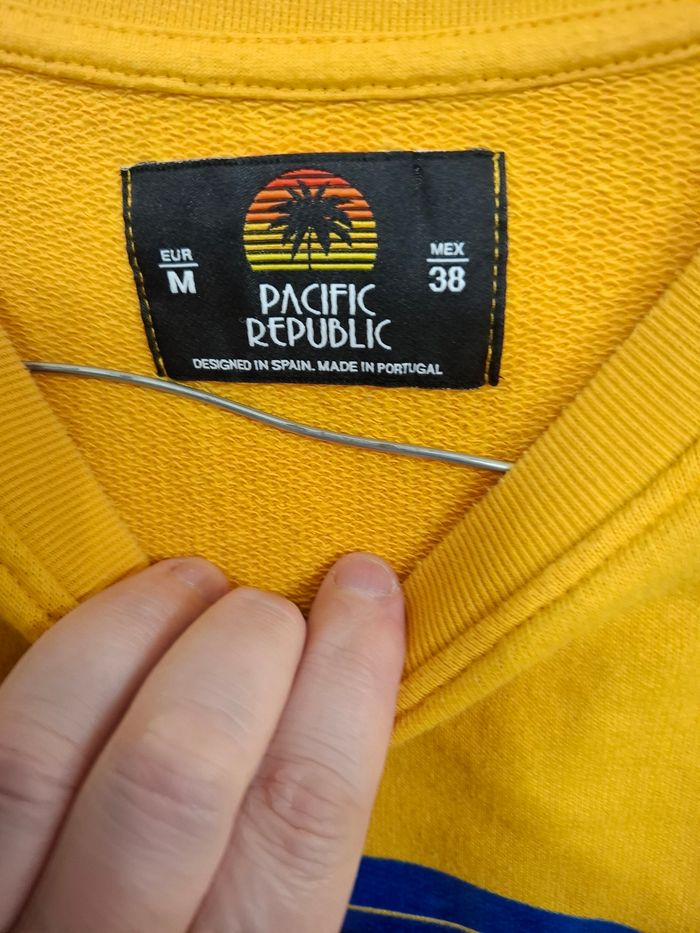 EUR
M
MEX
38
PACIFIC
REPUBLIC
DESIGNED IN SPAIN. MADE IN PORTUGAL